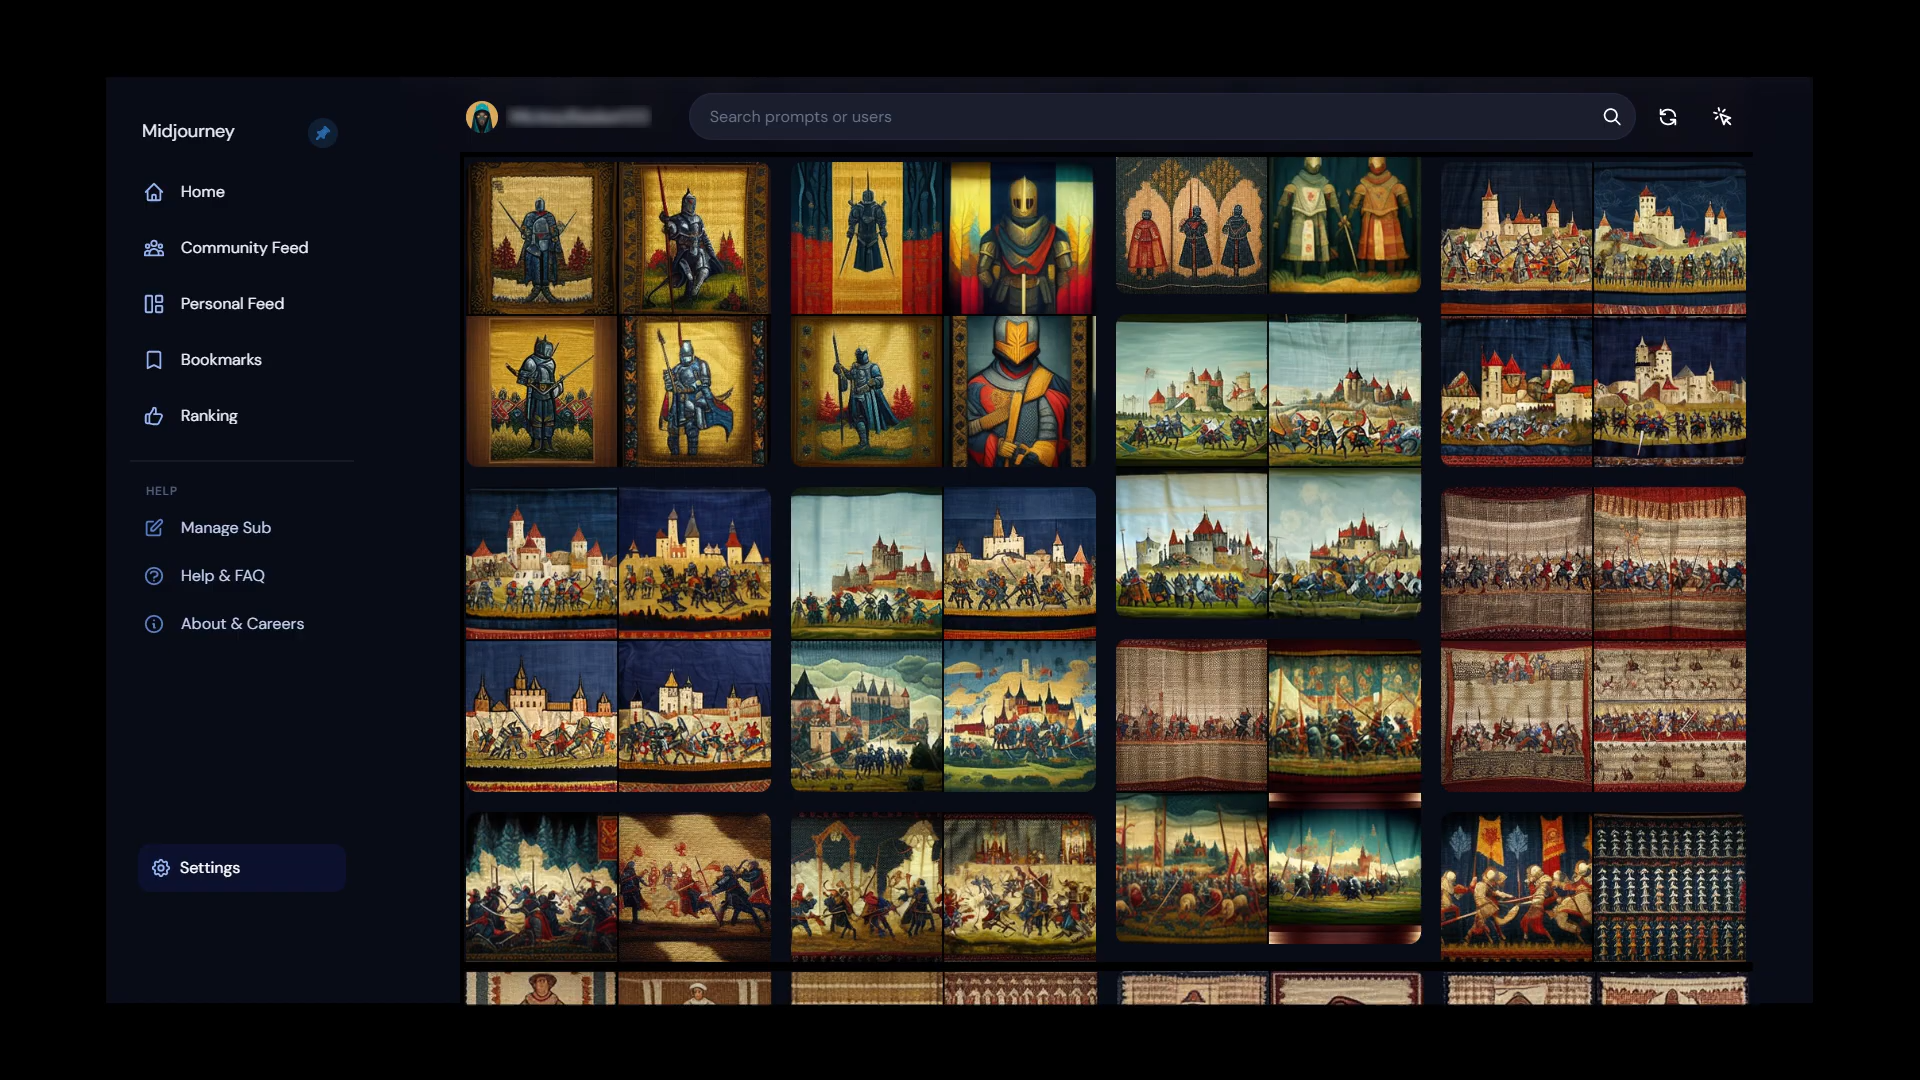 Midjourney
Search prompts or users
Home
Community Feed
Personal Feed
Bookmarks
Ranking
HELP
Manage Sub
Help & FAQ
About & Careers
Settings